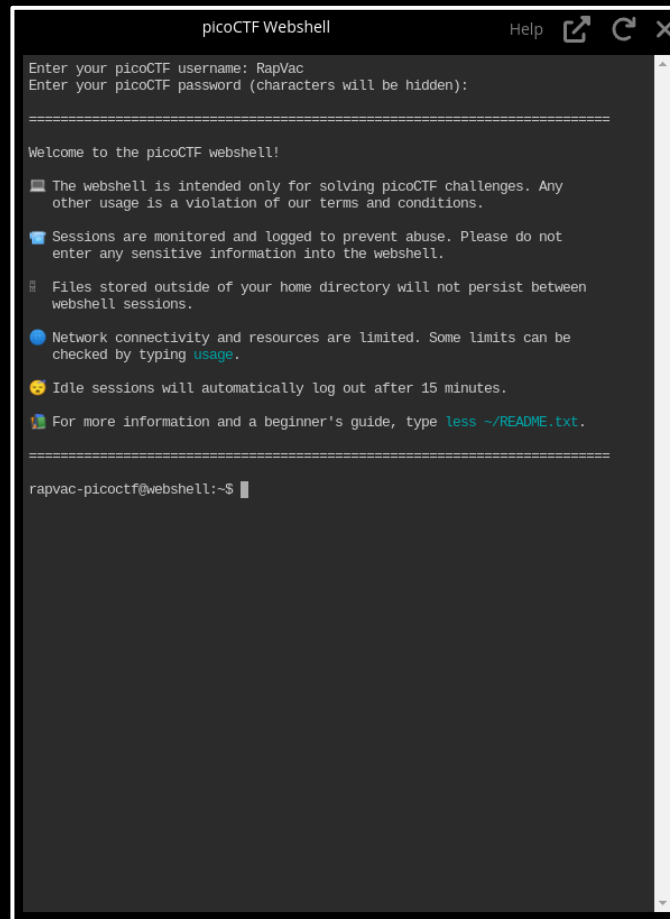 picoCTF Webshell
Help
Enter your picoCTF username: RapVac
Enter your picoCTF password (characters will be hidden):
==========================================================================
Welcome to the picoCTF webshell!
The webshell is intended only for solving picoCTF challenges. Any
other usage is a violation of our terms and conditions.
Sessions are monitored and logged to prevent abuse. Please do not
enter any sensitive information into the webshell.
Files stored outside of your home directory will not persist between
webshell sessions.
Network connectivity and resources are limited. Some limits can be
checked by typing usage.
Idle sessions will automatically log out after 15 minutes.
For more information and a beginner's guide, type less ~/README.txt.
==========================================================================
rapvac-picoctf@webshell:~$